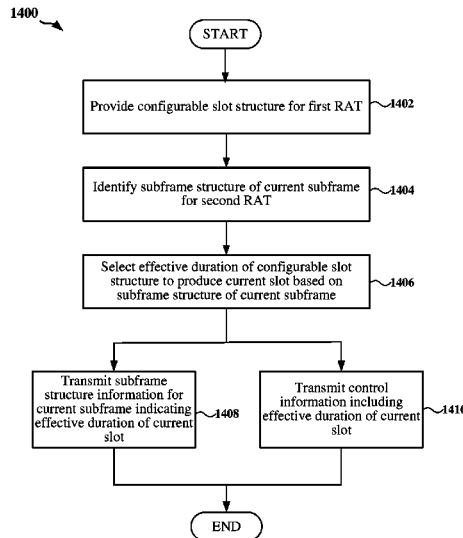 1400
START
Provide configurable slot structure for first RAT
1402
Identify subframe structure of current subframe
for second RAT
1404
Select effective duration of configurable slot
structure to produce current slot based on
subframe structure of current subframe
1406
Transmit subframe
structure information for
current subframe indicating
effective duration of current
slot
1408
Transmit control
information including
effective duration of current
slot
1410
END